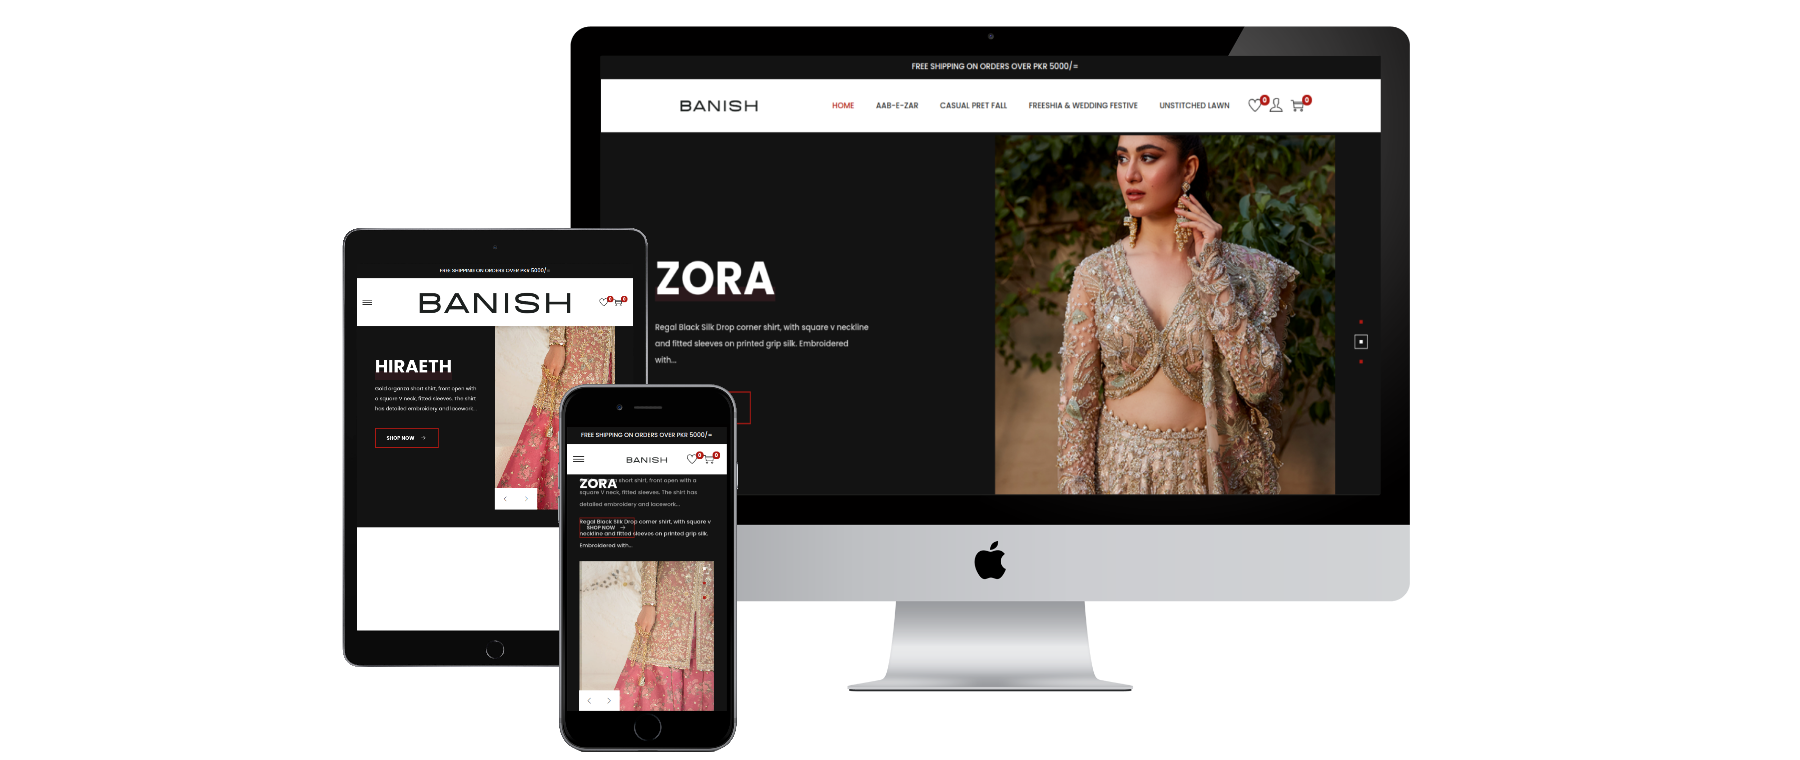 FREE SHIPPING ON ORDERS OVER PKR 5000/=
BANISH
HOME AAB-E-ZAR CASUAL PRET FALL FREESHIA & WEDDING FESTIVE UNSTITCHED LAWN 0 0
ZORA
Regal Black Silk Drop corner shirt, with square v neckline
and fitted sleeves on printed grip silk. Embroidered
with...
FREE SHIPPING ON ORDERS OVER PKR 5000/=
BANISH 0 0
HIRAETH
Gold organza short shirt, front open with
a square V neck, fitted sleeves. The shirt
has detailed embroidery and lacework...
SHOP NOW →
FREE SHIPPING ON ORDERS OVER PKR 5000/=
BANISH 0 0
ZORA
short shirt, front open with a
square V neck, fitted sleeves. The shirt has
detailed embroidery and lacework...
Regal Black Silk Drop corner shirt, with square v
SHOP NOW →
neckline and fitted sleeves on printed grip silk.
Embroidered with...